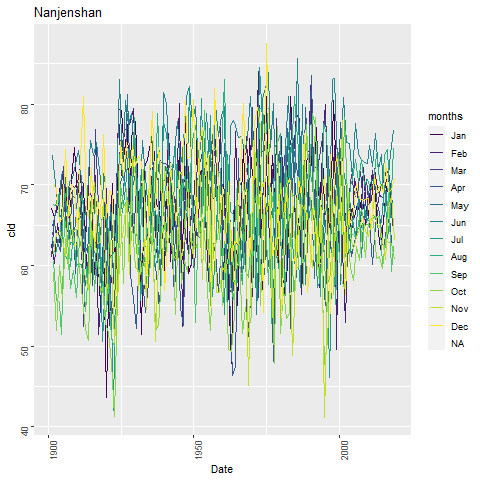 Nanjenshan
cld
80
70
60
50
40
1900
1950
2000
Date
months
Jan
Feb
Mar
Apr
May
Jun
Jul
Aug
Sep
Oct
Nov
Dec
NA